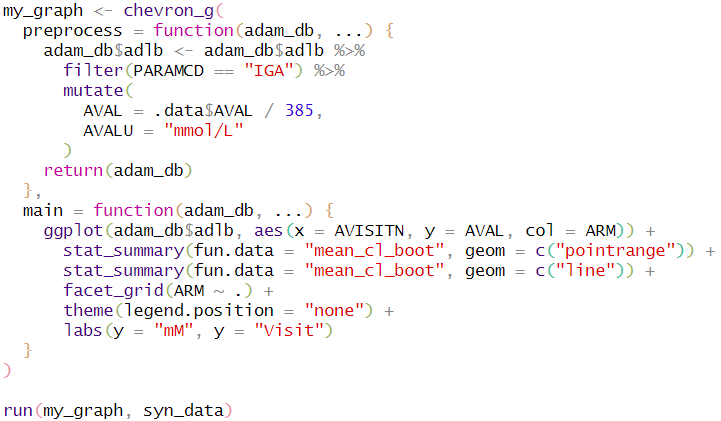 my_graph <- chevron_g(
  preprocess = function(adam_db, ...) {
    adam_db$adlb <- adam_db$adlb %>%
      filter(PARAMCD == "IGA") %>%
      mutate(
        AVAL = .data$AVAL / 385,
        AVALU = "mmol/L"
      )
    return(adam_db)
  },
  main = function(adam_db, ...) {
    ggplot(adam_db$adlb, aes(x = AVISITN, y = AVAL, col = ARM)) +
      stat_summary(fun.data = "mean_cl_boot", geom = c("pointrange")) +
      stat_summary(fun.data = "mean_cl_boot", geom = c("line")) +
      facet_grid(ARM ~ .) +
      theme(legend.position = "none") +
      labs(y = "mM", y = "Visit")
  }
)

run(my_graph, syn_data)